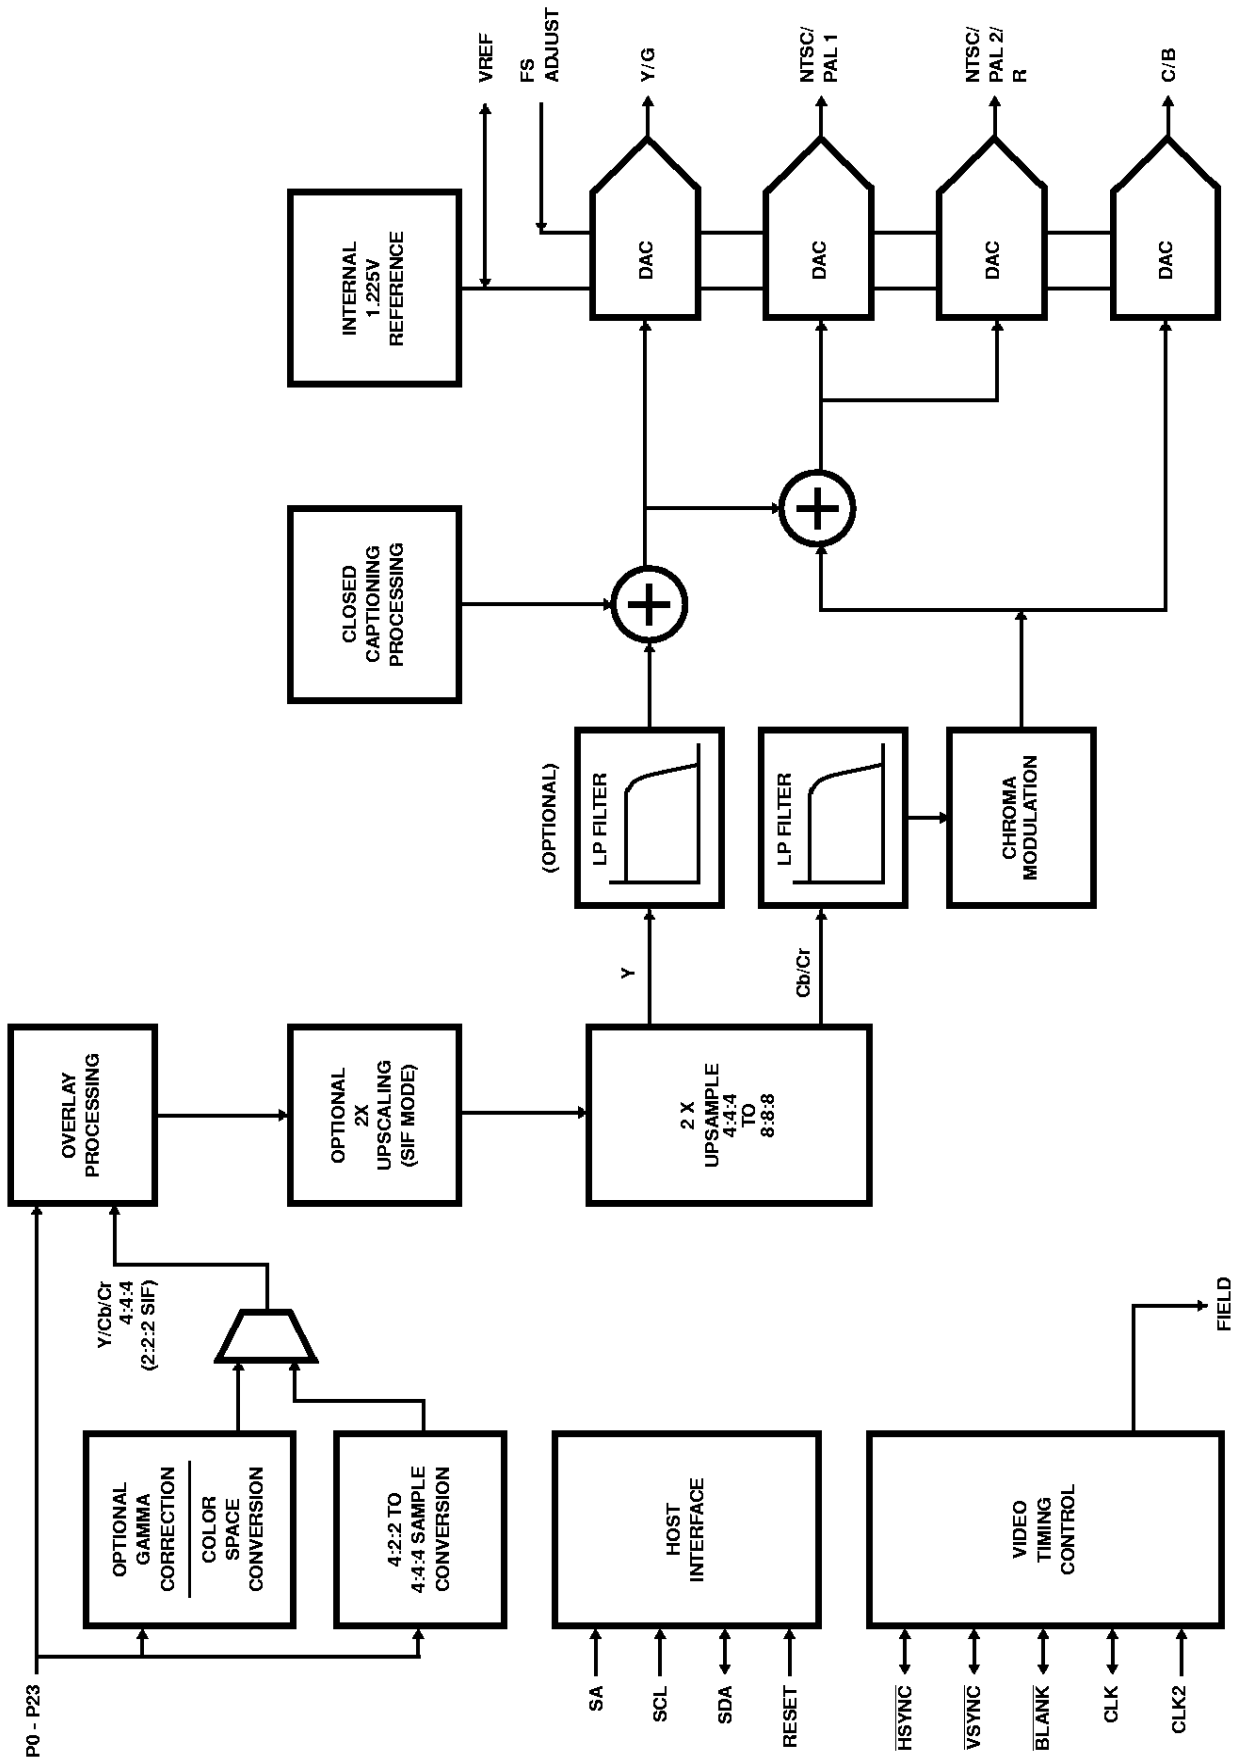 P0 - P23
OPTIONAL
GAMMA
CORRECTION
COLOR
SPACE
CONVERSION
4:2:2 TO
4:4:4 SAMPLE
CONVERSION
Y/Cb/Cr
4:4:4
(2:2:2 SIF)
OVERLAY
PROCESSING
OPTIONAL
2X
UPSCALING
(SIF MODE)
2 X
UPSAMPLE
4:4:4
TO
8:8:8
Y
Cb/Cr
(OPTIONAL)
LP FILTER
LP FILTER
CHROMA
MODULATION
CLOSED
CAPTIONING
PROCESSING
INTERNAL
1.225V
REFERENCE
VREF
FS
ADJUST
DAC
Y/G
DAC
NTSC/
PAL 1
DAC
NTSC/
PAL 2/
R
DAC
C/B
SA
SCL
SDA
RESET
HOST
INTERFACE
HSYNC
VSYNC
BLANK
CLK
CLK2
VIDEO
TIMING
CONTROL
FIELD